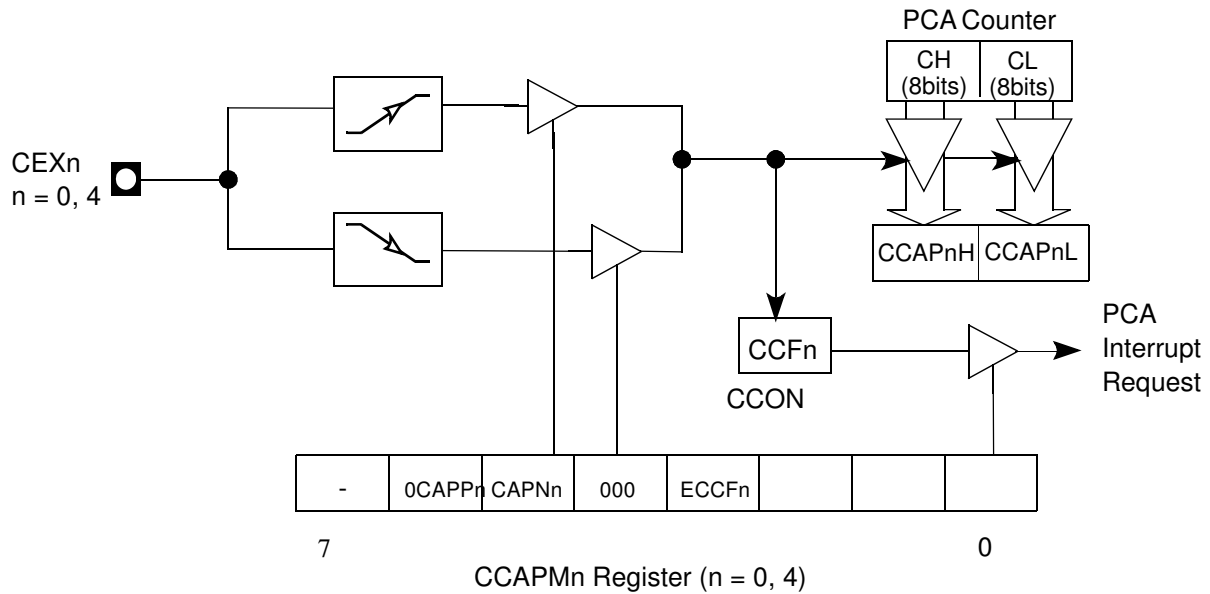 PCA Counter
CH
(8bits)
CL
(8bits)
CEXn
n = 0, 4
CCAPnH
CCAPnL
CCFn
CCON
PCA
Interrupt
Request
-
0CAPPn
CAPNn
000
ECCFn
7
0
CCAPMn Register (n = 0, 4)